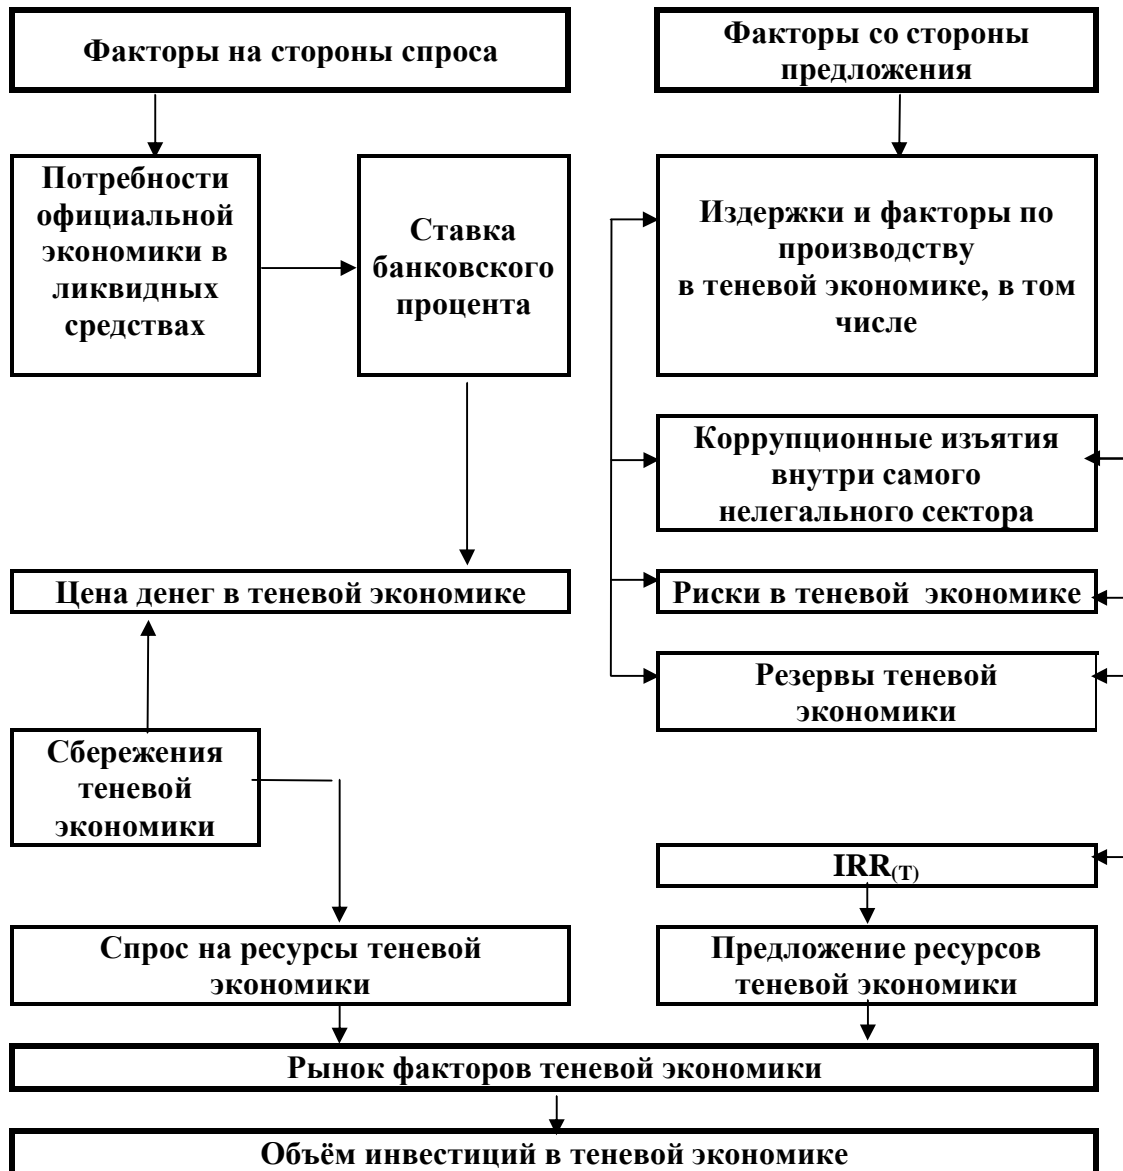 Факторы на стороны спроса
Факторы со стороны
предложения
Потребности
официальной
экономики в
ликвидных
средствах
Ставка
банковского
процента
Издержки и факторы по
производству
в теневой экономике, в том
числе
Коррупционные изъятия
внутри самого
нелегального сектора
Цена денег в теневой экономике
Риски в теневой экономике
Резервы теневой
экономики
Сбережения
теневой
экономики
IRR(T)
Спрос на ресурсы теневой
экономики
Предложение ресурсов
теневой экономики
Рынок факторов теневой экономики
Объём инвестиций в теневой экономике